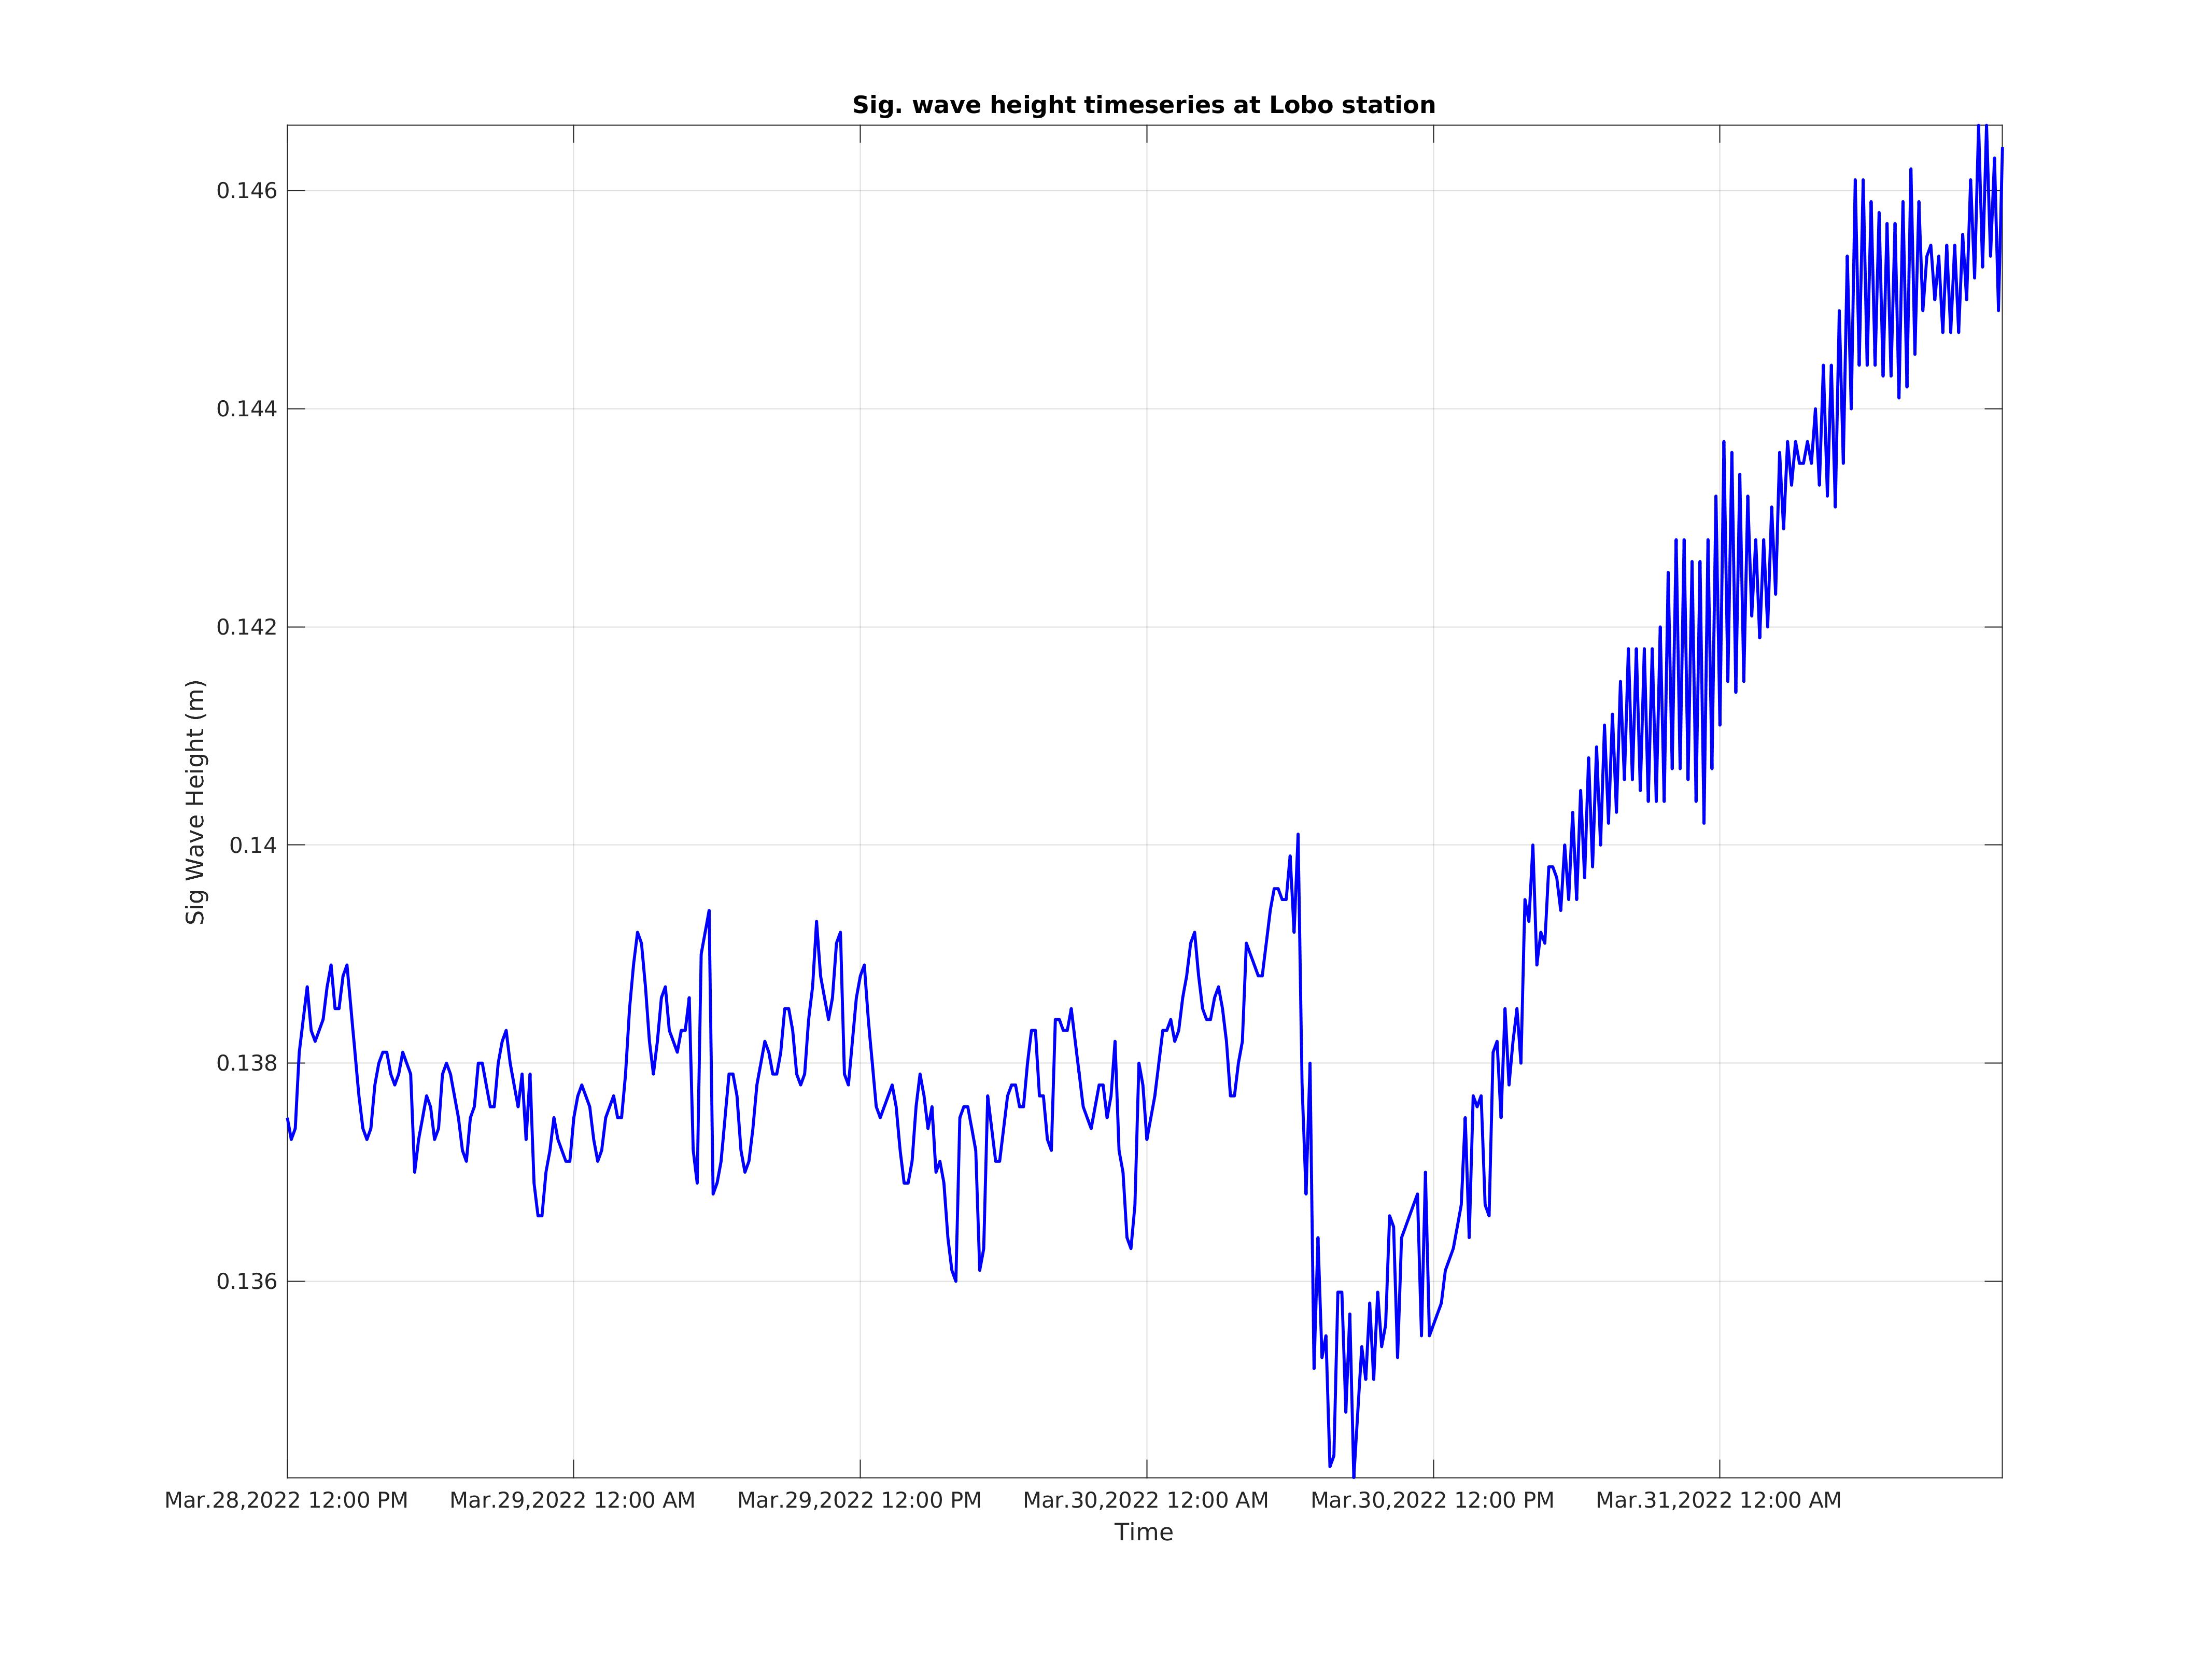 Sig. wave height timeseries at Lobo station
0.146
0.144
0.142
0.14
0.138
0.136
Sig Wave Height (m)
Mar.28,2022 12:00 PM Mar.29,2022 12:00 AM Mar.29,2022 12:00 PM Mar.30,2022 12:00 AM Mar.30,2022 12:00 PM Mar.31,2022 12:00 AM
Time